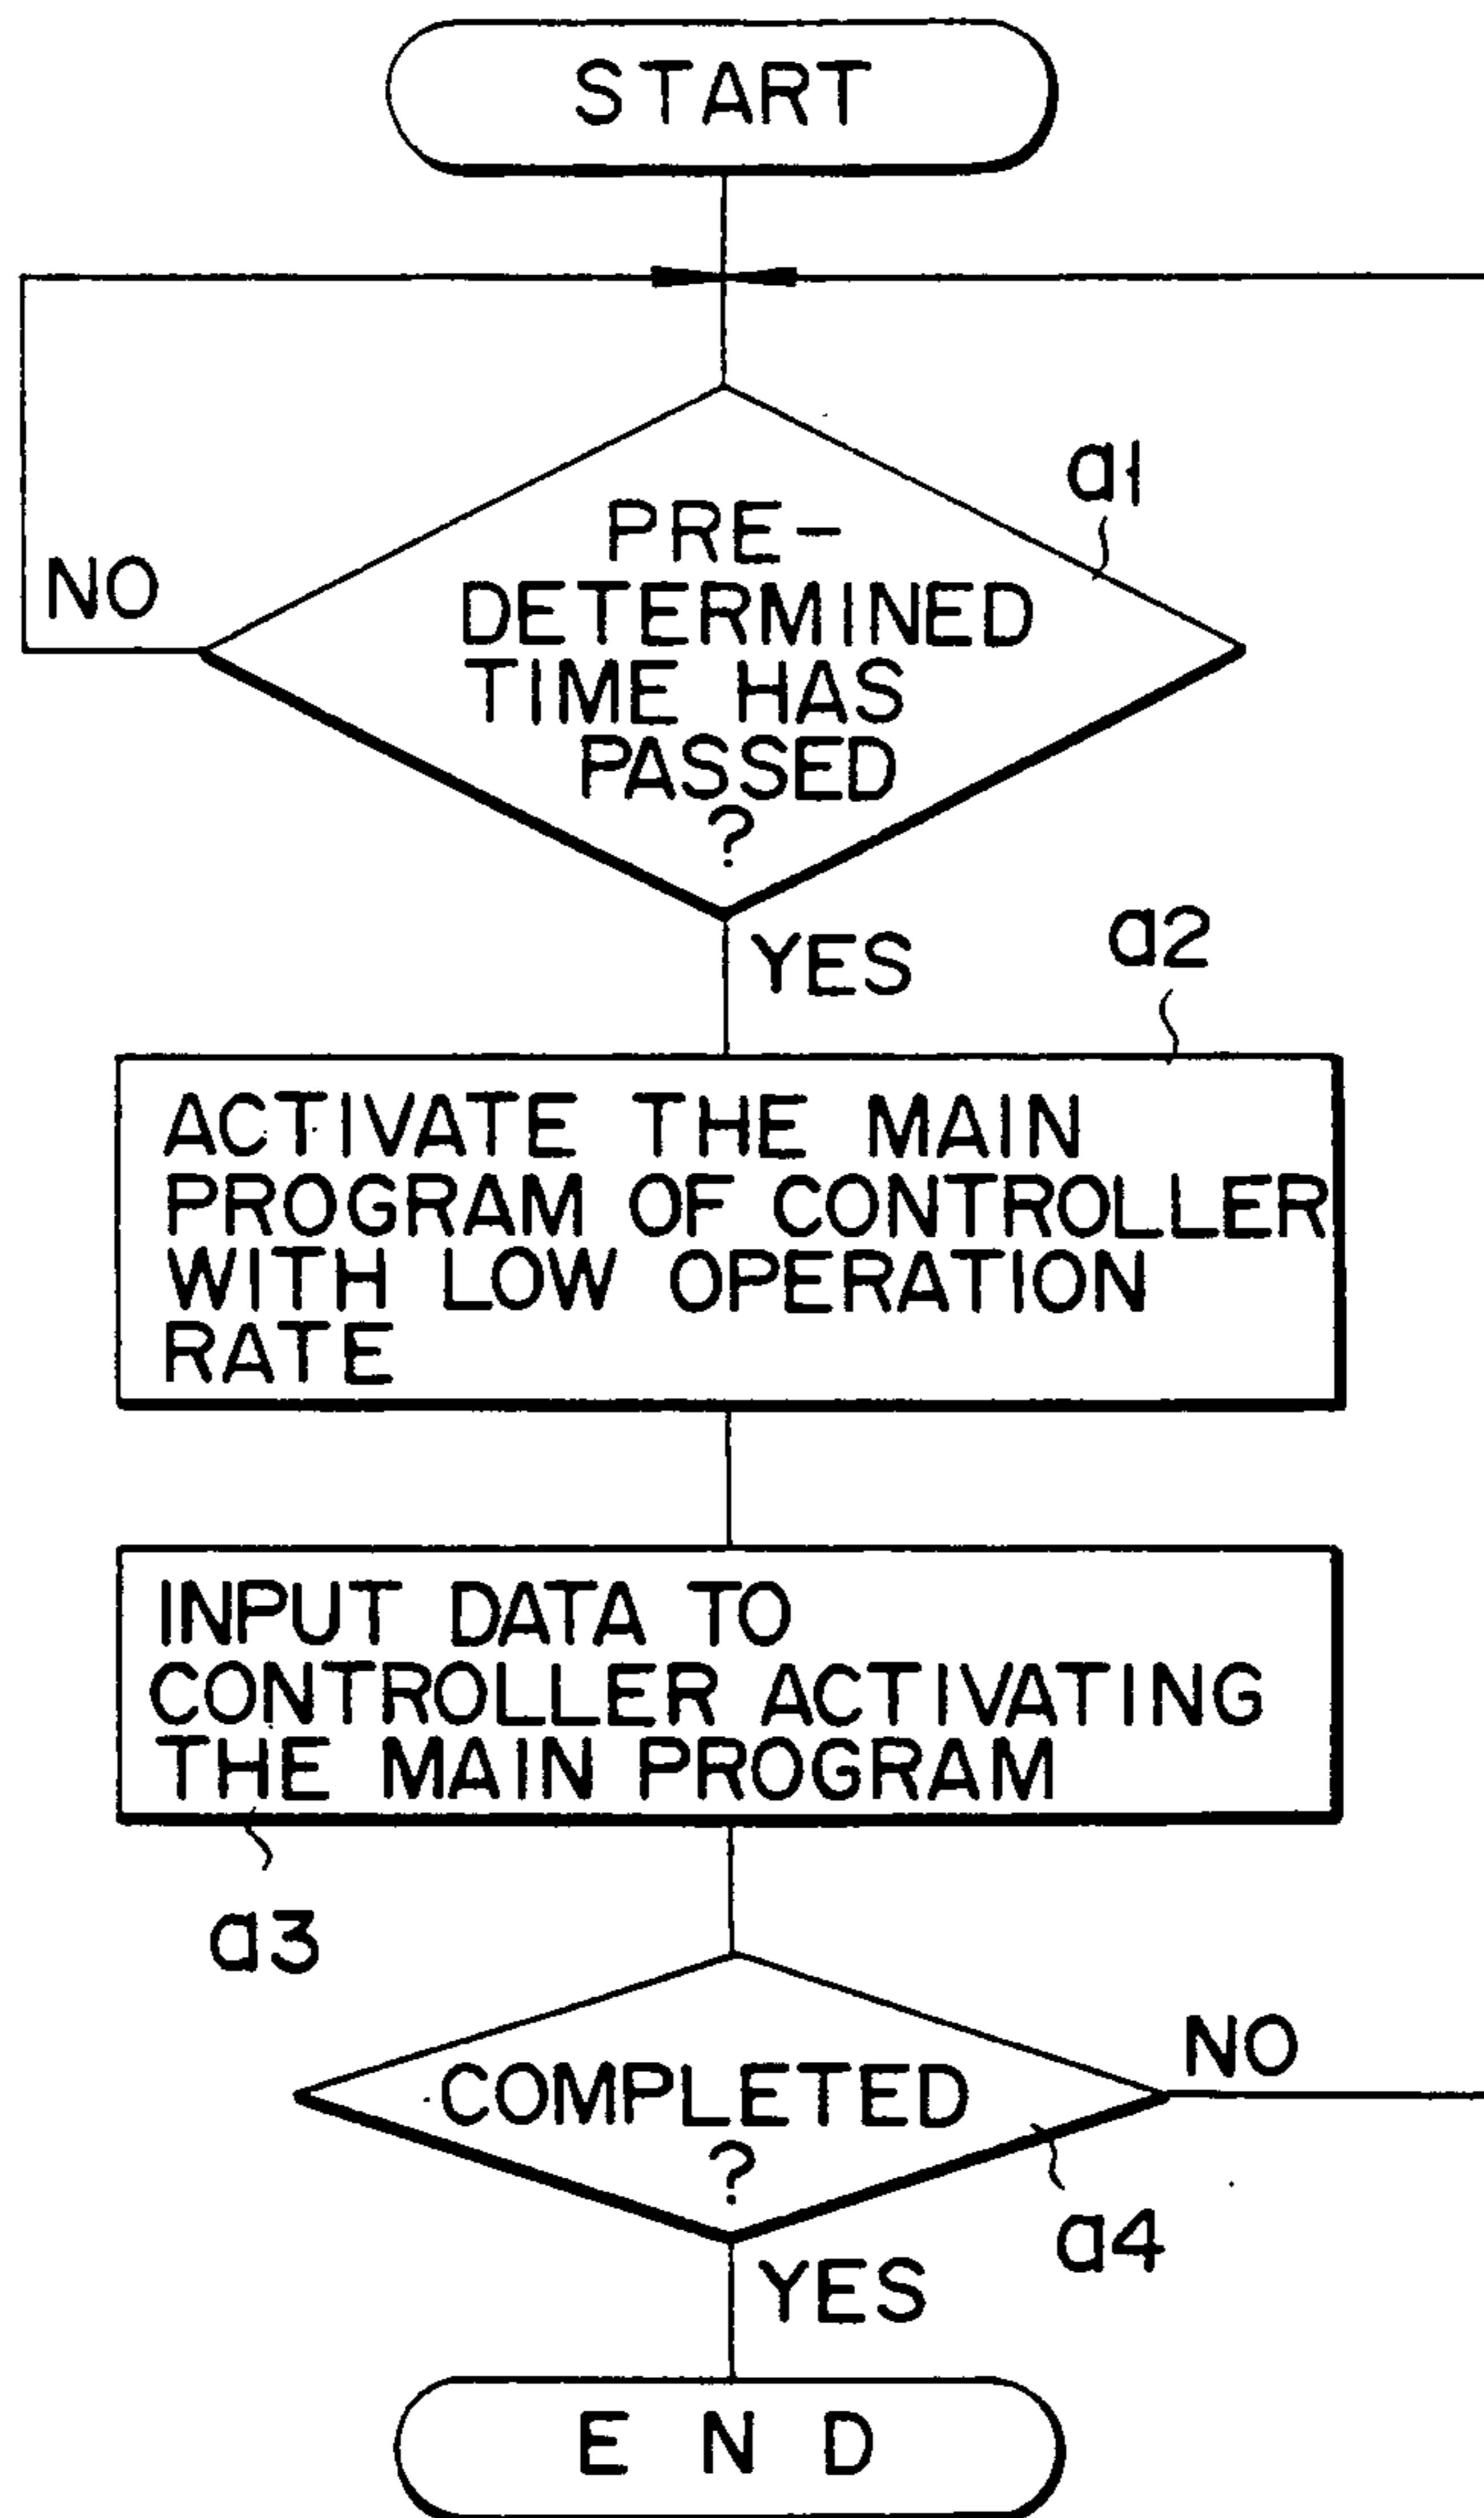 START
a1
PRE-
DETERMINED
TIME HAS
PASSED
?
NO
YES
a2
ACTIVATE THE MAIN
PROGRAM OF CONTROLLER
WITH LOW OPERATION
RATE
INPUT DATA TO
CONTROLLER ACTIVATING
THE MAIN PROGRAM
a3
COMPLETED
?
NO
a4
YES
END